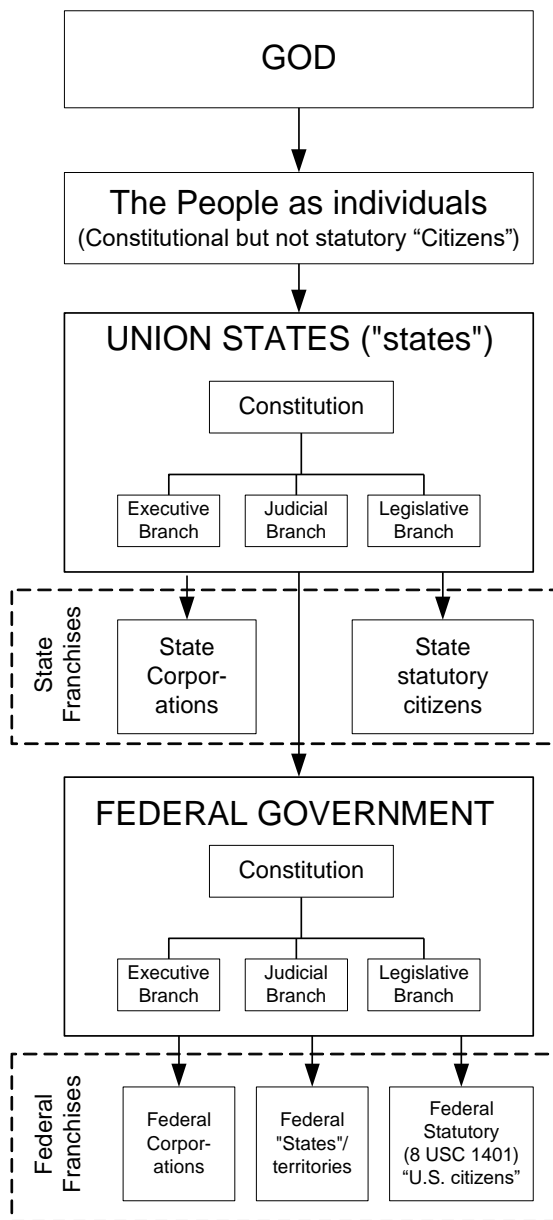 GOD
The People as individuals
(Constitutional but not statutory “Citizens”)
UNION STATES ("states")
Constitution
Executive
Branch
Judicial
Branch
Legislative
Branch
State
Franchises
State
Corpor-
ations
State
statutory
citizens
FEDERAL GOVERNMENT
Constitution
Executive
Branch
Judicial
Branch
Legislative
Branch
Federal
Franchises
Federal
Corpor-
ations
Federal
"States"/
territories
Federal
Statutory
(8 USC 1401)
“U.S. citizens”